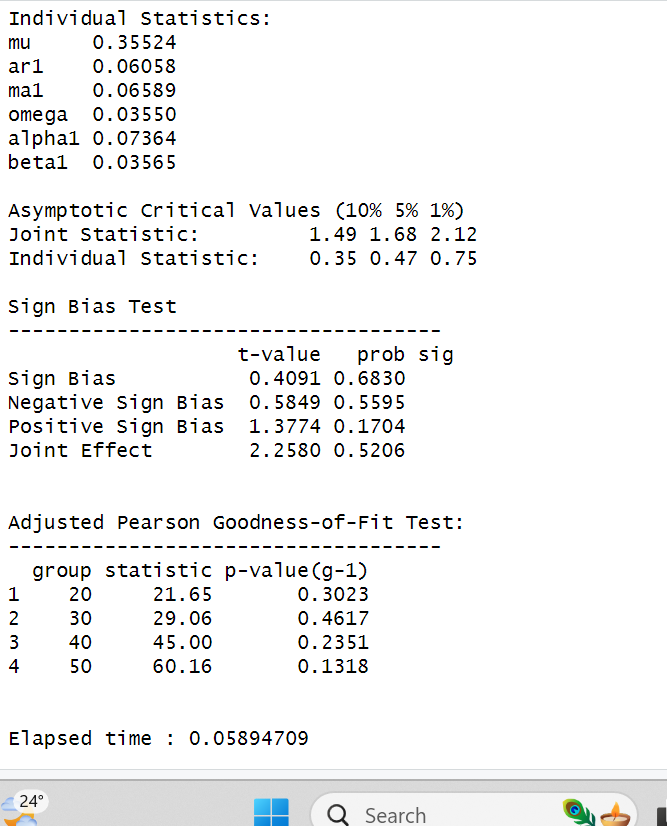 Individual Statistics:
mu     0.35524
ar1    0.06058
ma1    0.06589
omega  0.03550
alpha1 0.07364
beta1  0.03565
Asymptotic Critical Values (10% 5% 1%)
Joint Statistic:         1.49 1.68 2.12
Individual Statistic:    0.35 0.47 0.75
Sign Bias Test
------------------------------------
                   t-value   prob sig
Sign Bias           0.4091 0.6830
Negative Sign Bias  0.5849 0.5595
Positive Sign Bias  1.3774 0.1704
Joint Effect        2.2580 0.5206
Adjusted Pearson Goodness-of-Fit Test:
------------------------------------
  group statistic p-value(g-1)
1    20     21.65       0.3023
2    30     29.06       0.4617
3    40     45.00       0.2351
4    50     60.16       0.1318
Elapsed time : 0.05894709
24°
Search